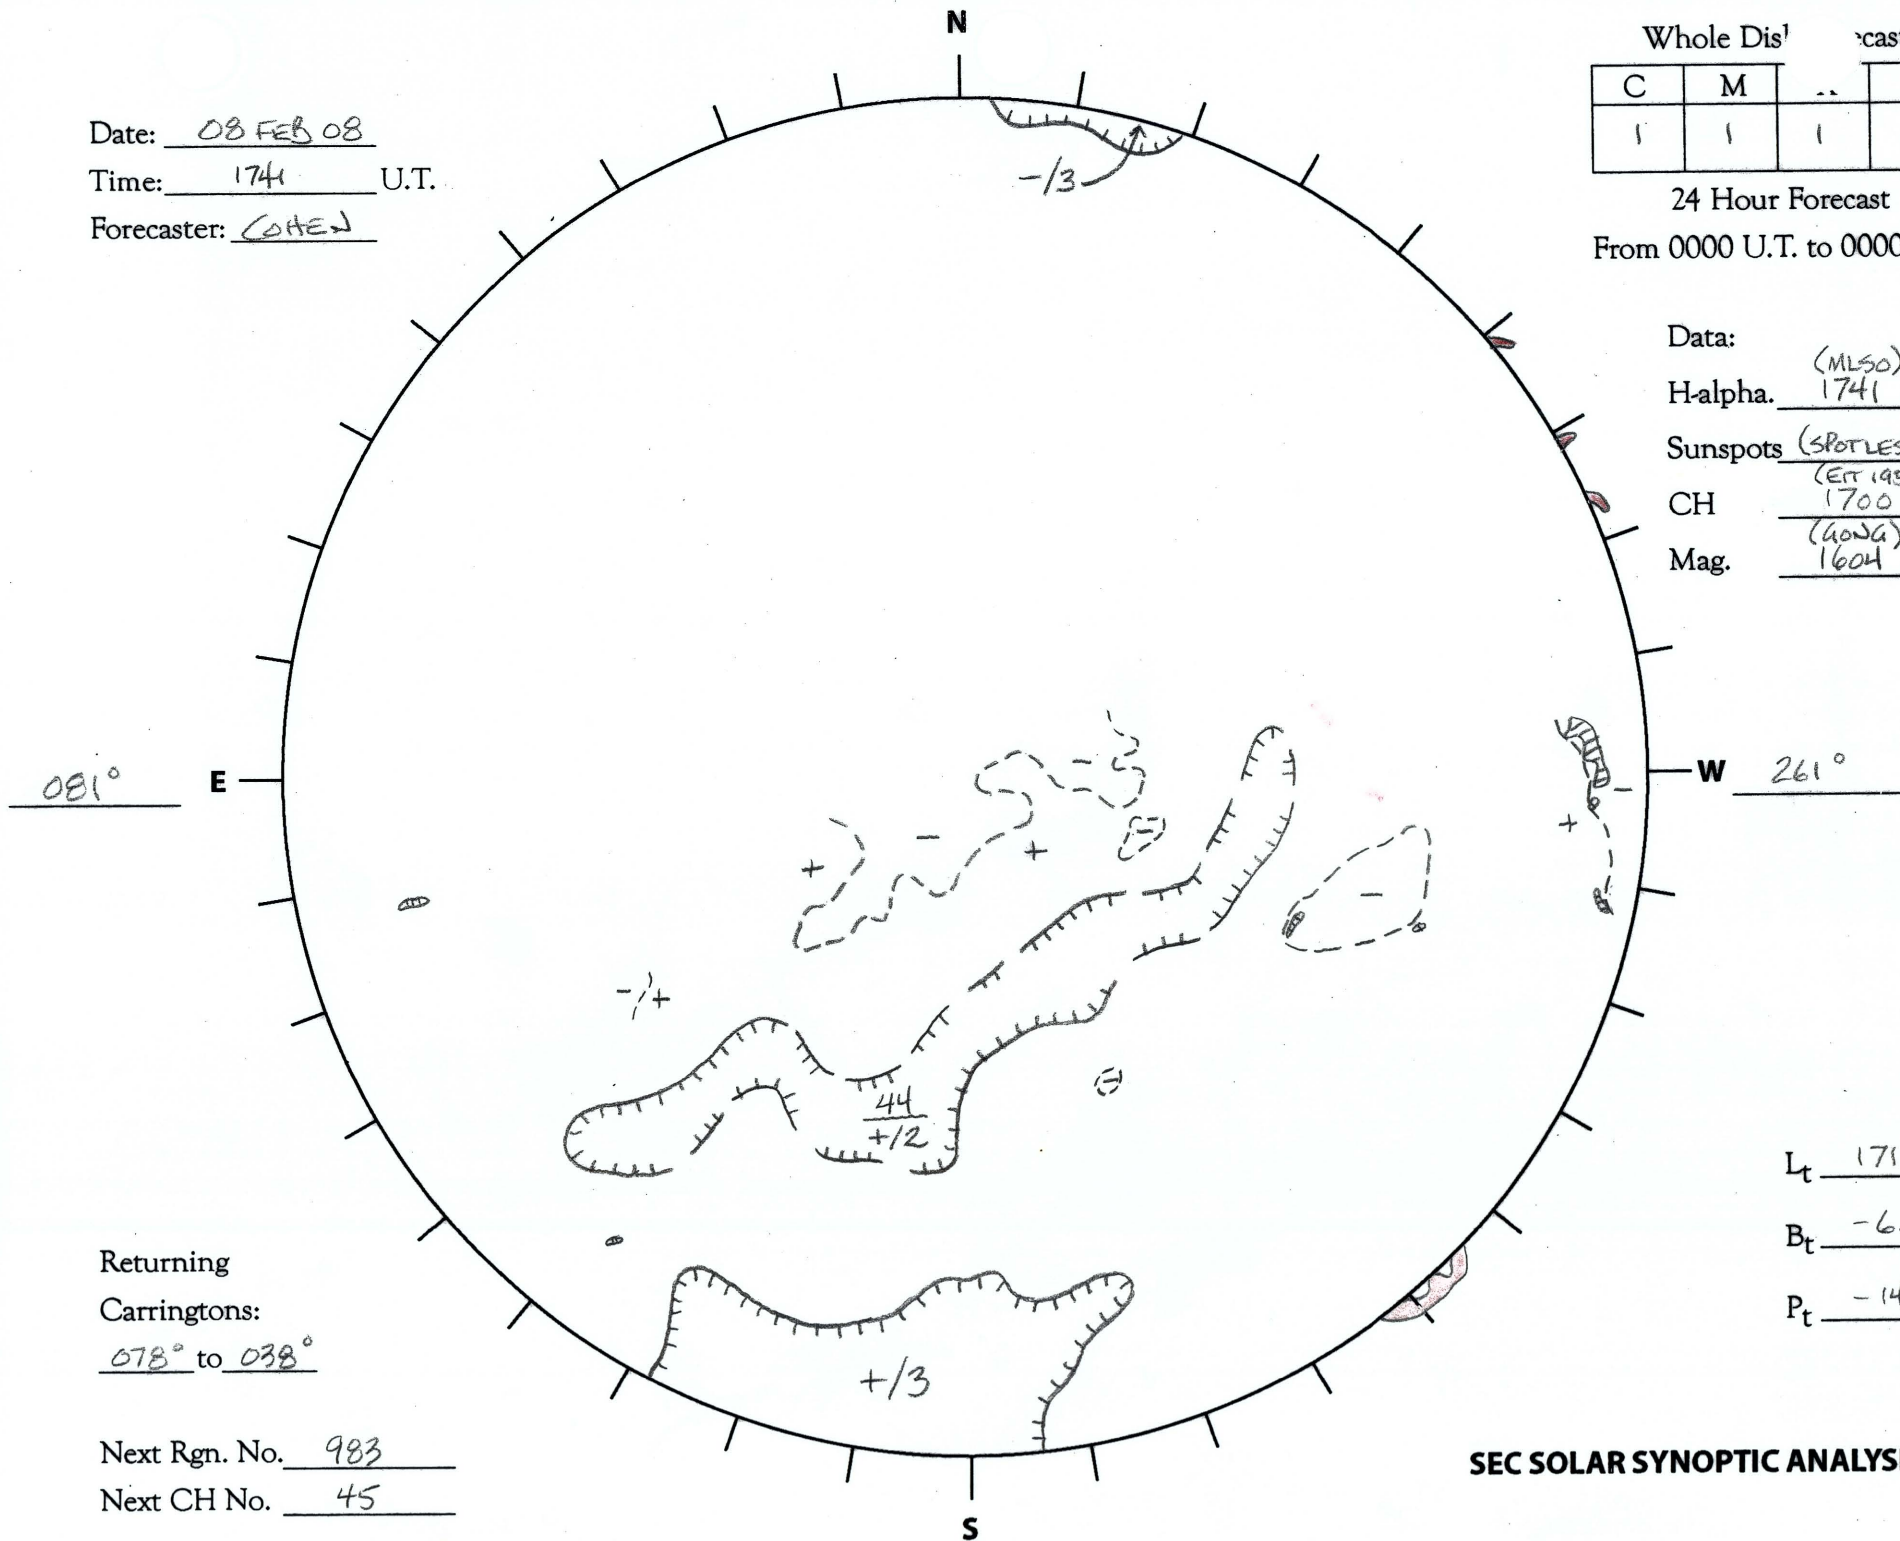 N
Whole Dis
C M
1 1 1
24 Hour Forecast
From 0000 U.T. to 0000
Date: 08 FEB 08
Time: 1741 U.T.
Forecaster: COHEN
-/3
Data:
(MLSO)
H-alpha. 1741
Sunspots (SPOTLES
(EIT 195
CH 1700
(GONG)
Mag. 1604
081° E
W 261°
-
-
-
+
+
-
-
+
-/+
-
44
+/2
Lt 171
Bt -6.
Pt -14
+/3
Returning
Carringtons:
078° to 038°
Next Rgn. No. 983
Next CH No. 45
SEC SOLAR SYNOPTIC ANALYS
S